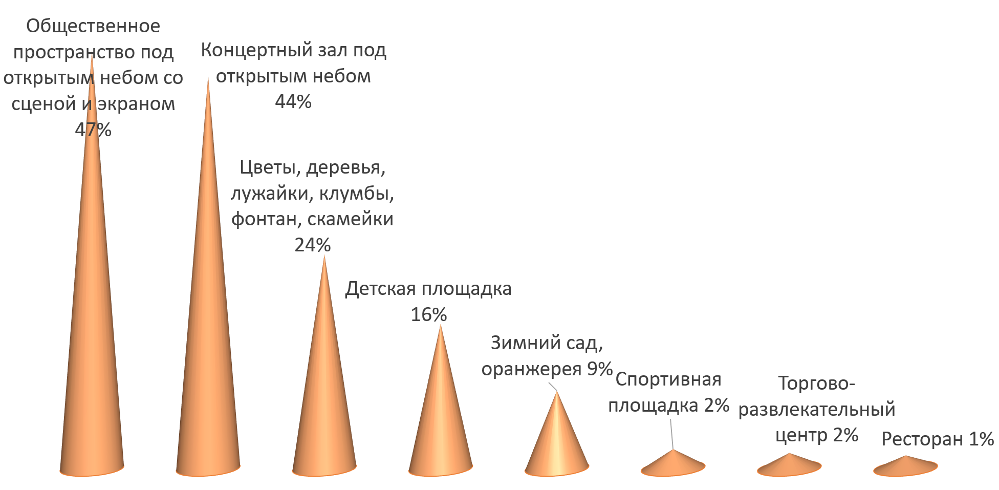 Общественное
пространство под
открытым небом со
сценой и экраном
47%
Концертный зал под
открытым небом
44%
Цветы, деревья,
лужайки, клумбы,
фонтан, скамейки
24%
Детская площадка
16%
Зимний сад,
оранжерея 9%
Спортивная
площадка 2%
Торгово-
развлекательный
центр 2%
Ресторан 1%